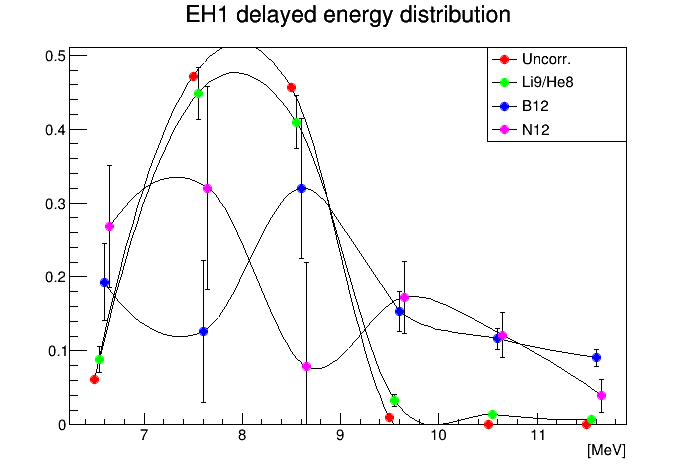 EH1 delayed energy distribution
0.5
0.4
0.3
0.2
0.1
0
Uncorr.
Li9/He8
B12
N12
7 8 9 10 11
[MeV]